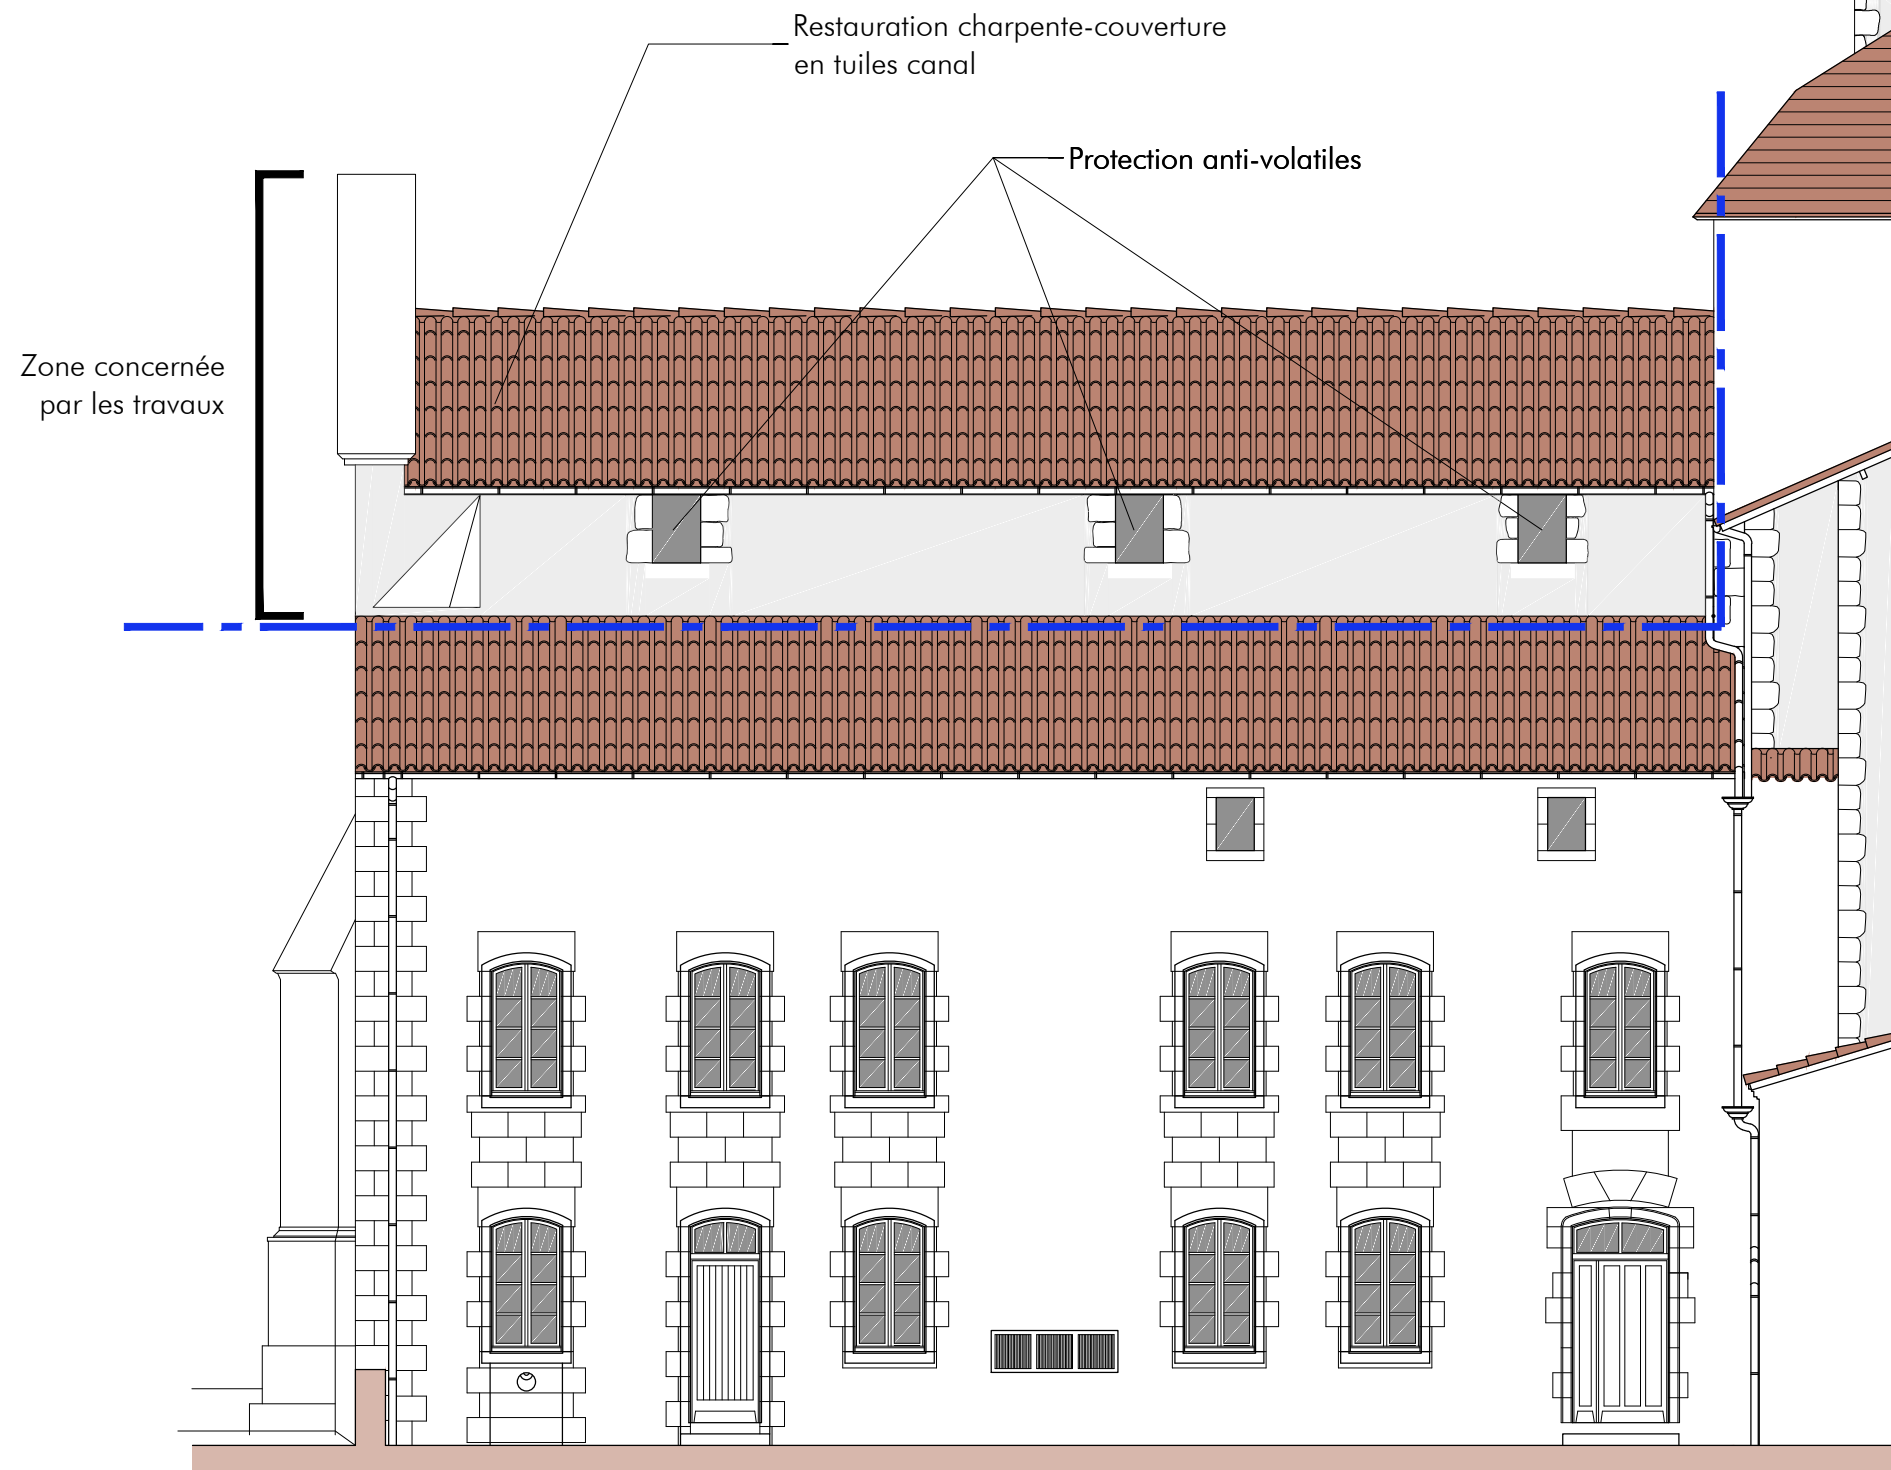 Restauration charpente-couverture
en tuiles canal
Protection anti-volatiles
Zone concernée
par les travaux